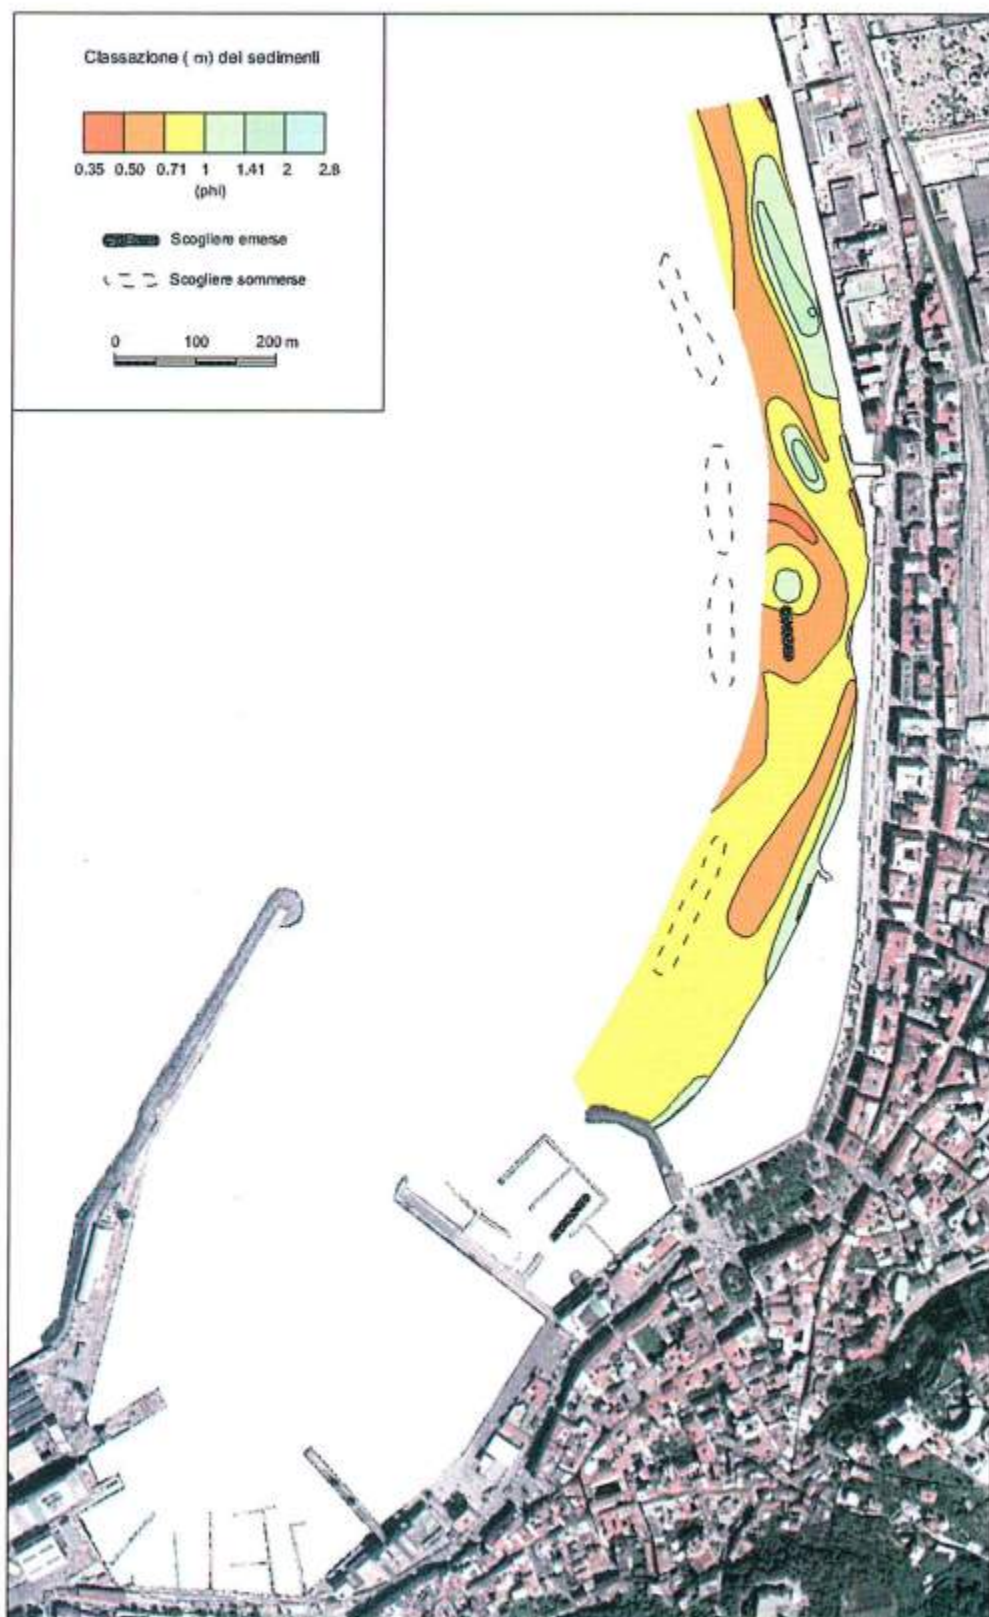 Classazione ( m) dei sedimenti
0.35 0.50 0.71 1 1.41 2 2.8
(phi)
Scogliere emerse
Scogliere sommerse
0 100 200 m